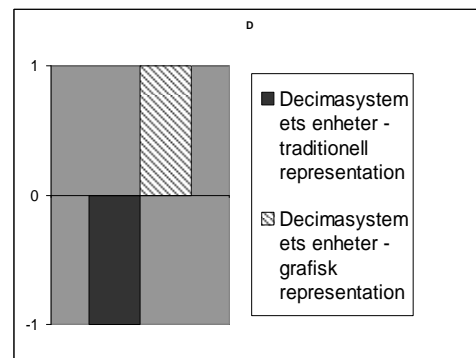 D
1
0
-1
Decimasystem
ets enheter -
traditionell
representation
Decimasystem
ets enheter -
grafisk
representation